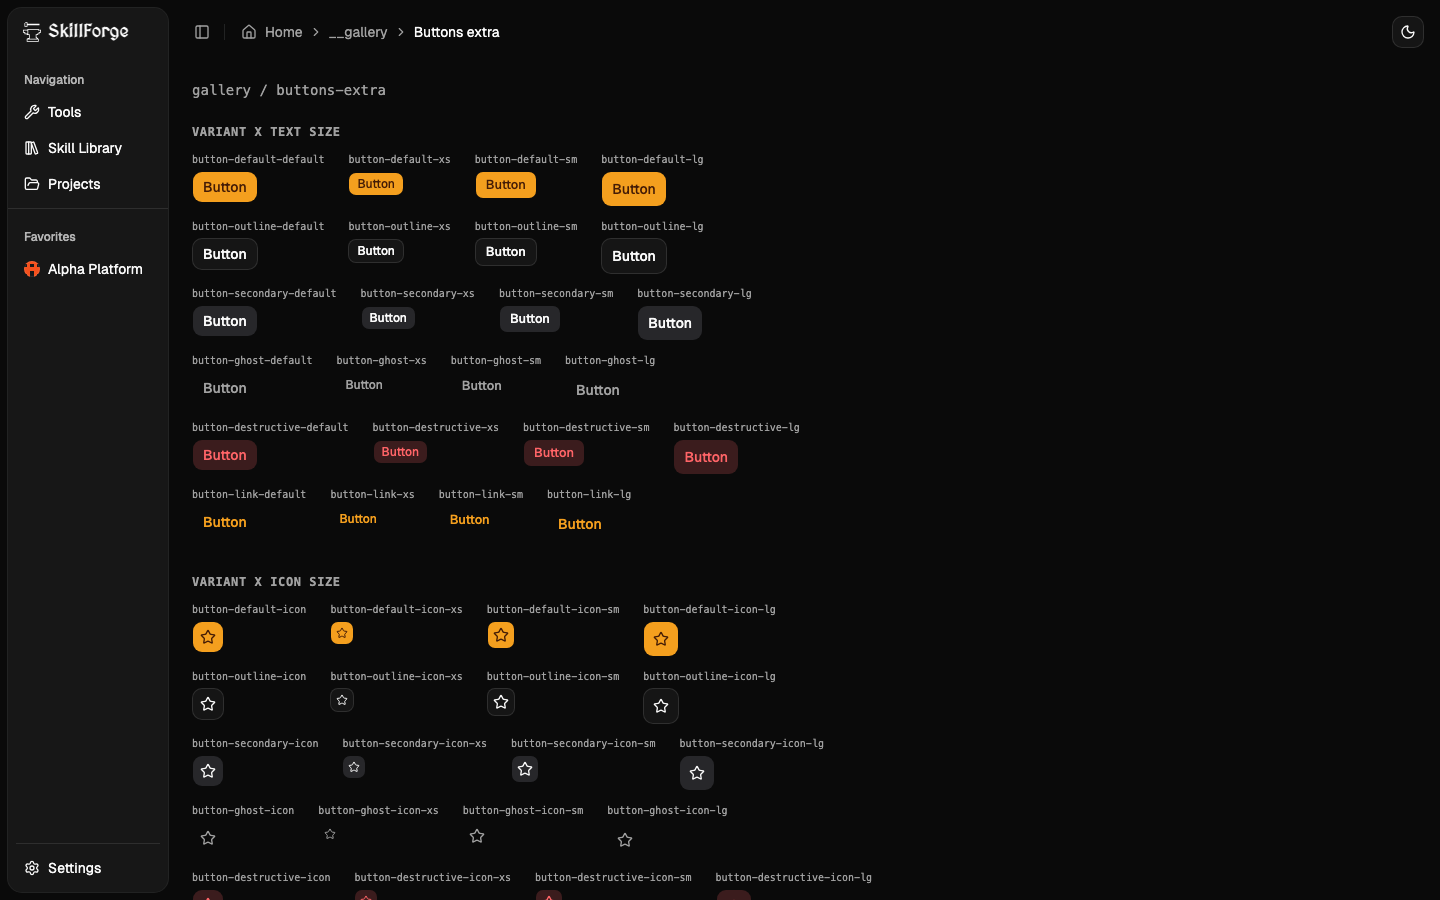 SkillForge
Navigation
Tools
Skill Library
Projects
Favorites
Alpha Platform
Settings
Home > __gallery > Buttons extra
gallery / buttons-extra
VARIANT X TEXT SIZE
button-default-default button-default-xs button-default-sm button-default-lg
Button Button Button Button
button-outline-default button-outline-xs button-outline-sm button-outline-lg
Button Button Button Button
button-secondary-default button-secondary-xs button-secondary-sm button-secondary-lg
Button Button Button Button
button-ghost-default button-ghost-xs button-ghost-sm button-ghost-lg
Button Button Button Button
button-destructive-default button-destructive-xs button-destructive-sm button-destructive-lg
Button Button Button Button
button-link-default button-link-xs button-link-sm button-link-lg
Button Button Button Button
VARIANT X ICON SIZE
button-default-icon button-default-icon-xs button-default-icon-sm button-default-icon-lg
button-outline-icon button-outline-icon-xs button-outline-icon-sm button-outline-icon-lg
button-secondary-icon button-secondary-icon-xs button-secondary-icon-sm button-secondary-icon-lg
button-ghost-icon button-ghost-icon-xs button-ghost-icon-sm button-ghost-icon-lg
button-destructive-icon button-destructive-icon-xs button-destructive-icon-sm button-destructive-icon-lg